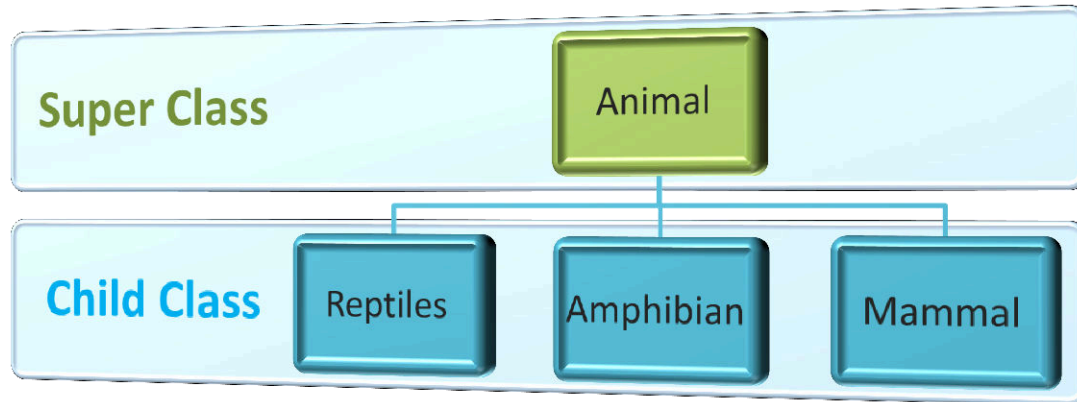 Super Class
Animal
Child Class
Reptiles
Amphibian
Mammal